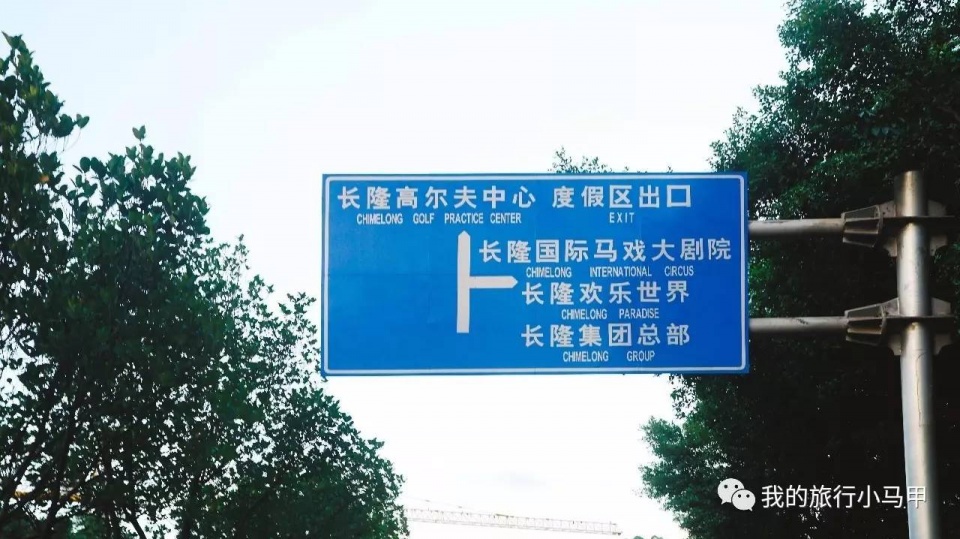 长隆高尔夫中心 度假区出口
CHIMELONG GOLF PRACTICE CENTER EXIT
长隆国际马戏大剧院
CHIMELONG INTERNATIONAL CIRCUS
长隆欢乐世界
CHIMELONG PARADISE
长隆集团总部
CHIMELONG GROUP
我的旅行小马甲